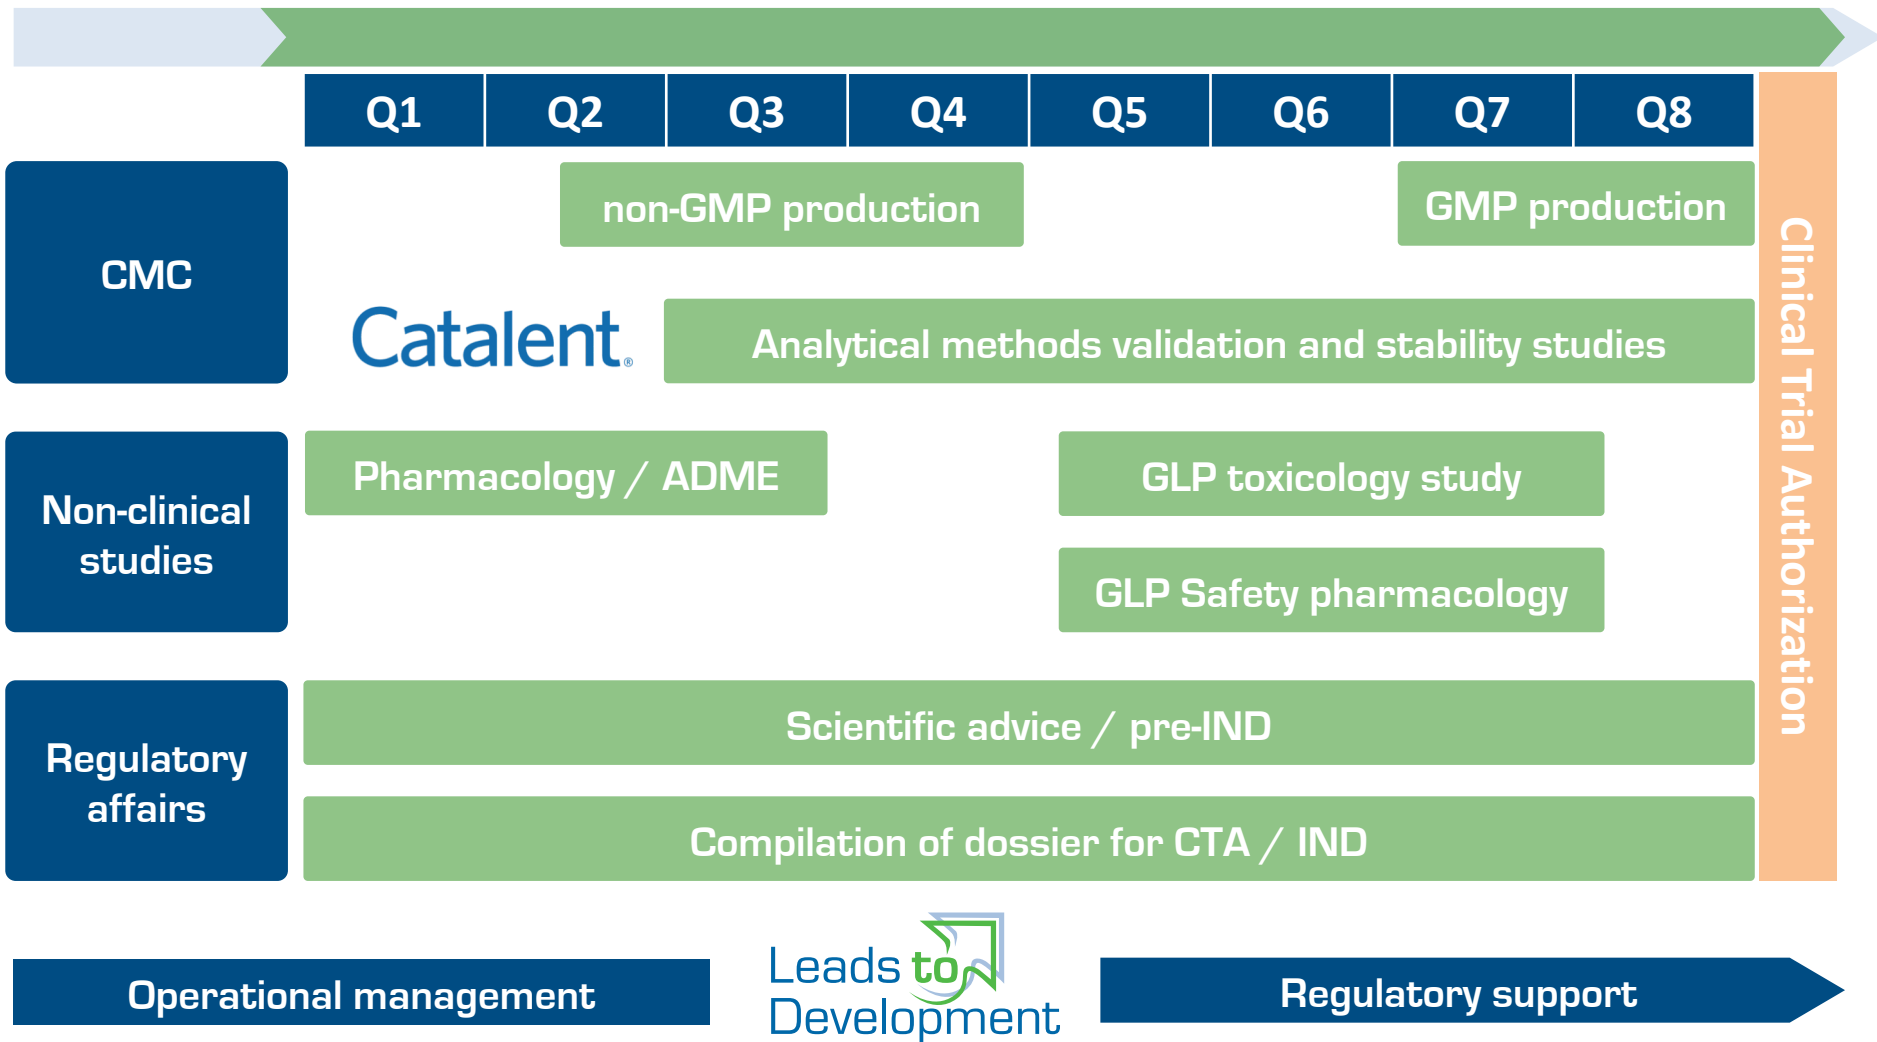 Q1 Q2 Q3 Q4 Q5 Q6 Q7 Q8
CMC
non-GMP production
GMP production
Catalent®
Analytical methods validation and stability studies
Non-clinical
studies
Pharmacology / ADME
GLP toxicology study
GLP Safety pharmacology
Regulatory
affairs
Scientific advice / pre-IND
Compilation of dossier for CTA / IND
Clinical Trial Authorization
Operational management
Leads to
Development
Regulatory support